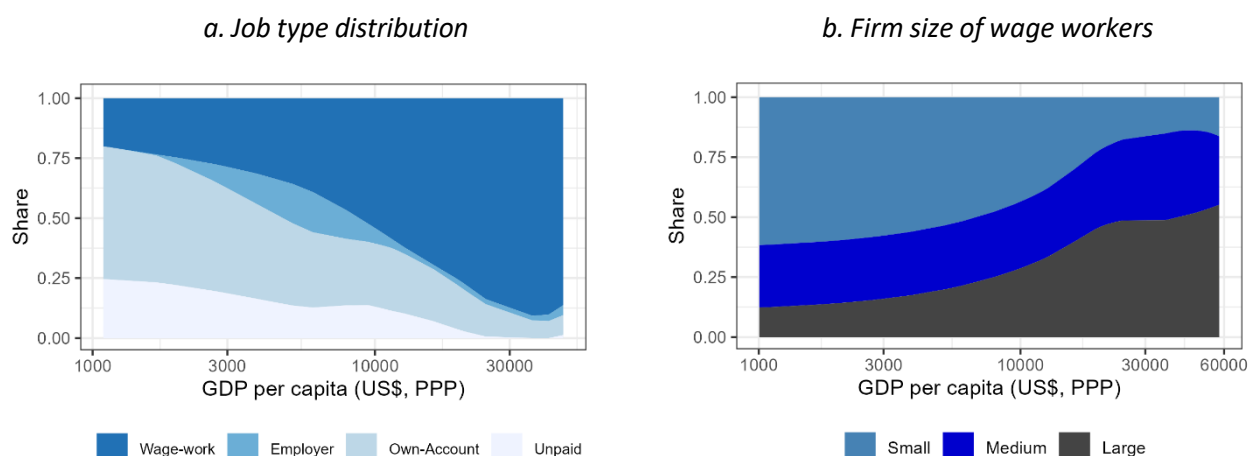 a. Job type distribution
1.00
0.75
0.50
0.25
0.00
Share
1000
3000
10000
30000
GDP per capita (US$, PPP)
Wage-work
Employer
Own-Account
Unpaid
b. Firm size of wage workers
1.00
0.75
0.50
0.25
0.00
Share
1000
3000
10000
30000
60000
GDP per capita (US$, PPP)
Small
Medium
Large